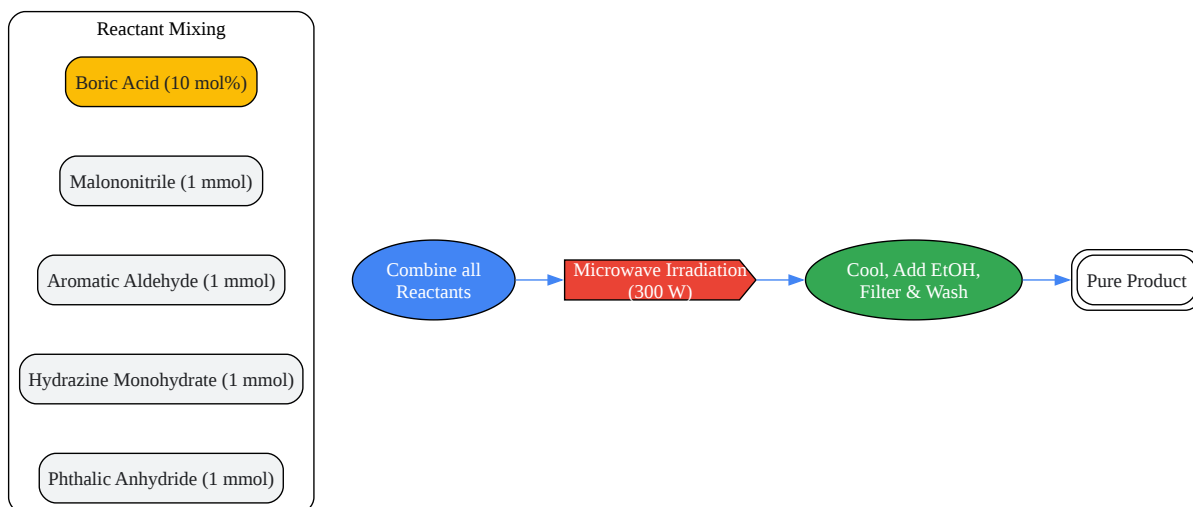 Reactant Mixing
Boric Acid (10 mol%)
Malononitrile (1 mmol)
Aromatic Aldehyde (1 mmol)
Hydrazine Monohydrate (1 mmol)
Phthalic Anhydride (1 mmol)
Combine all
Reactants
Microwave Irradiation
(300 W)
Cool, Add EtOH,
Filter & Wash
Pure Product